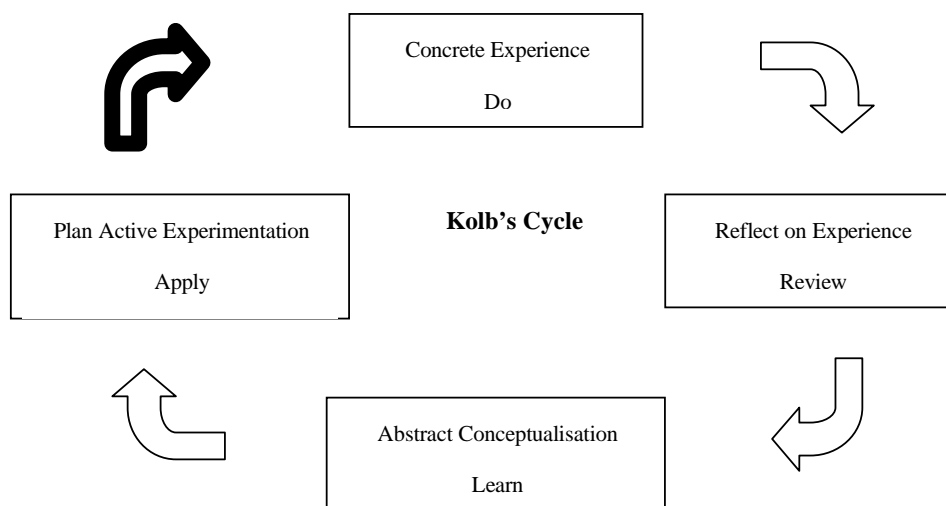 Concrete Experience
Do
Plan Active Experimentation
Apply
Kolb's Cycle
Reflect on Experience
Review
Abstract Conceptualisation
Learn